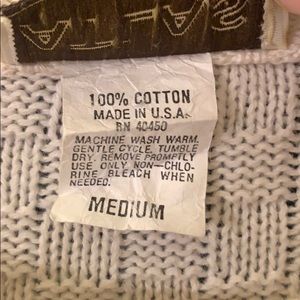 100% COTTON
MADE IN U.S.A.
RN 40450
MACHINE WASH WARM.
GENTLE CYCLE. TUMBLE
DRY. REMOVE PROMPTLY
USE ONLY NON-CHLO-
RINE BLEACH WHEN
NEEDED.
MEDIUM